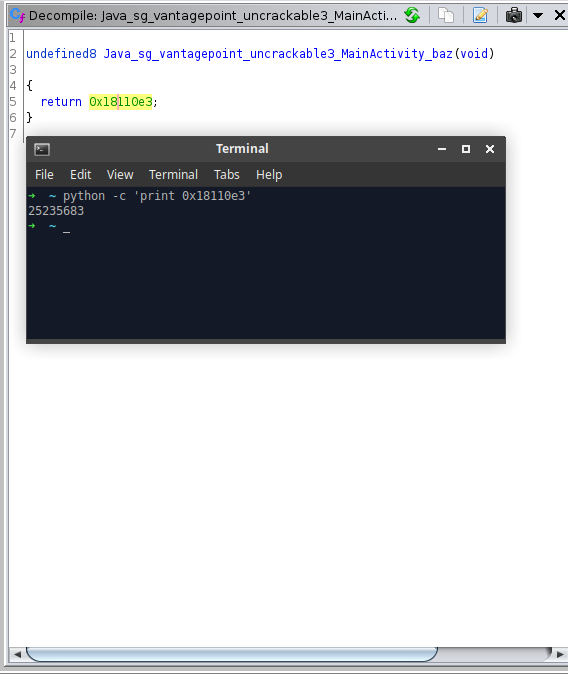 Decompile: Java_sg_vantagepoint_uncrackable3_MainActi...
1
2 undefined8 Java_sg_vantagepoint_uncrackable3_MainActivity_baz(void)
3
4 {
5 return 0x18110e3;
6 }
7
Terminal
File Edit View Terminal Tabs Help
➜ ~ python -c 'print 0x18110e3'
25235683
➜ ~ _